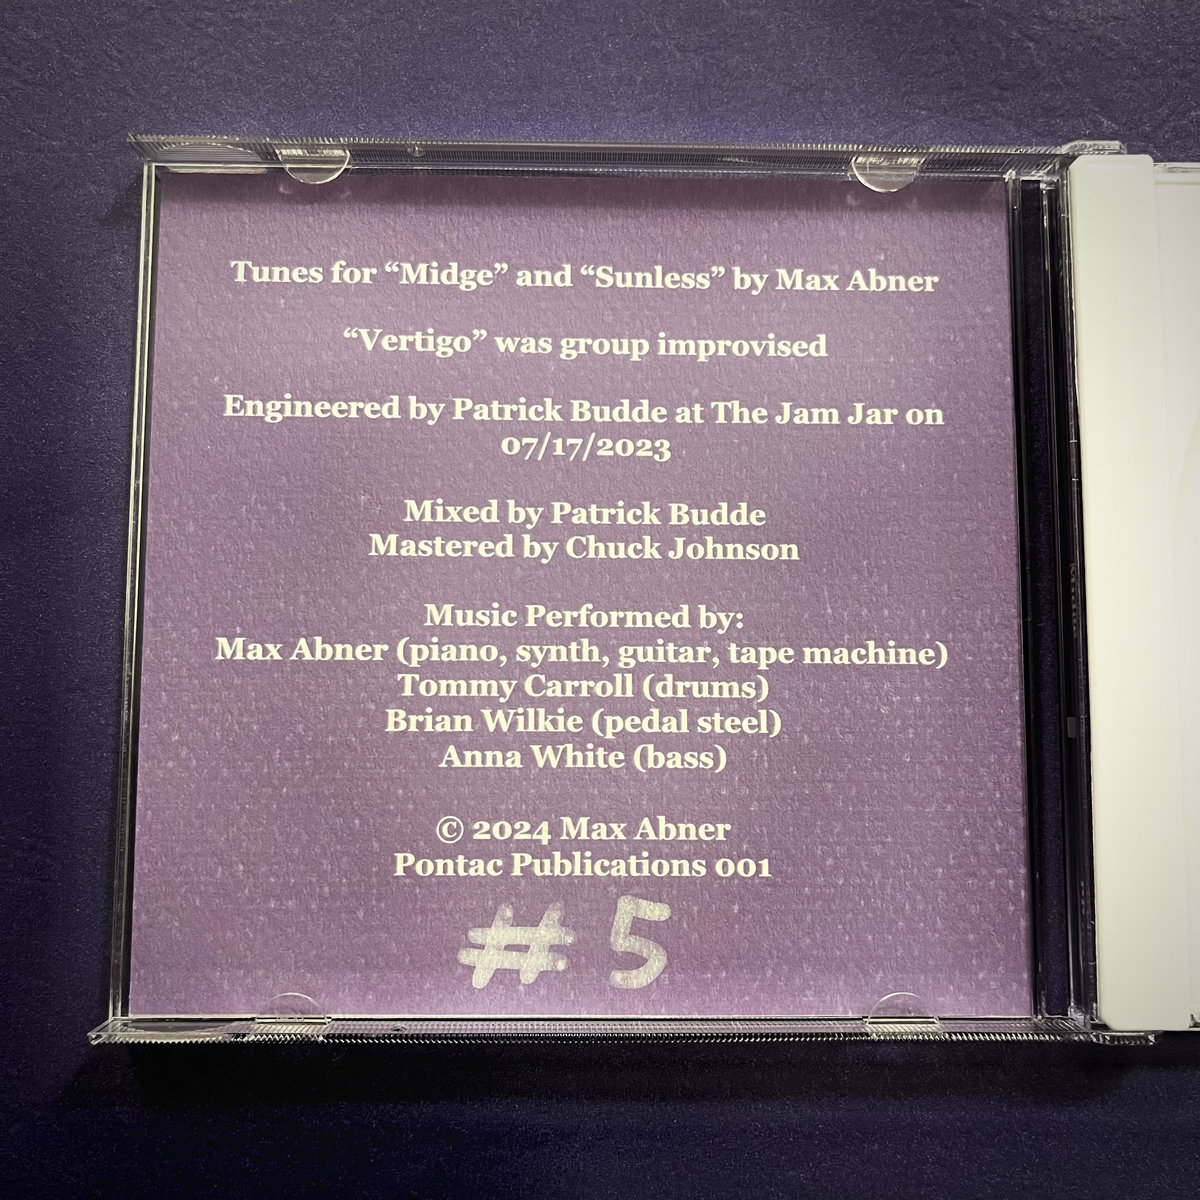 Tunes for “Midge” and “Sunless” by Max Abner
“Vertigo” was group improvised
Engineered by Patrick Budde at The Jam Jar on
07/17/2023
Mixed by Patrick Budde
Mastered by Chuck Johnson
Music Performed by:
Max Abner (piano, synth, guitar, tape machine)
Tommy Carroll (drums)
Brian Wilkie (pedal steel)
Anna White (bass)
© 2024 Max Abner
Pontac Publications 001
# 5